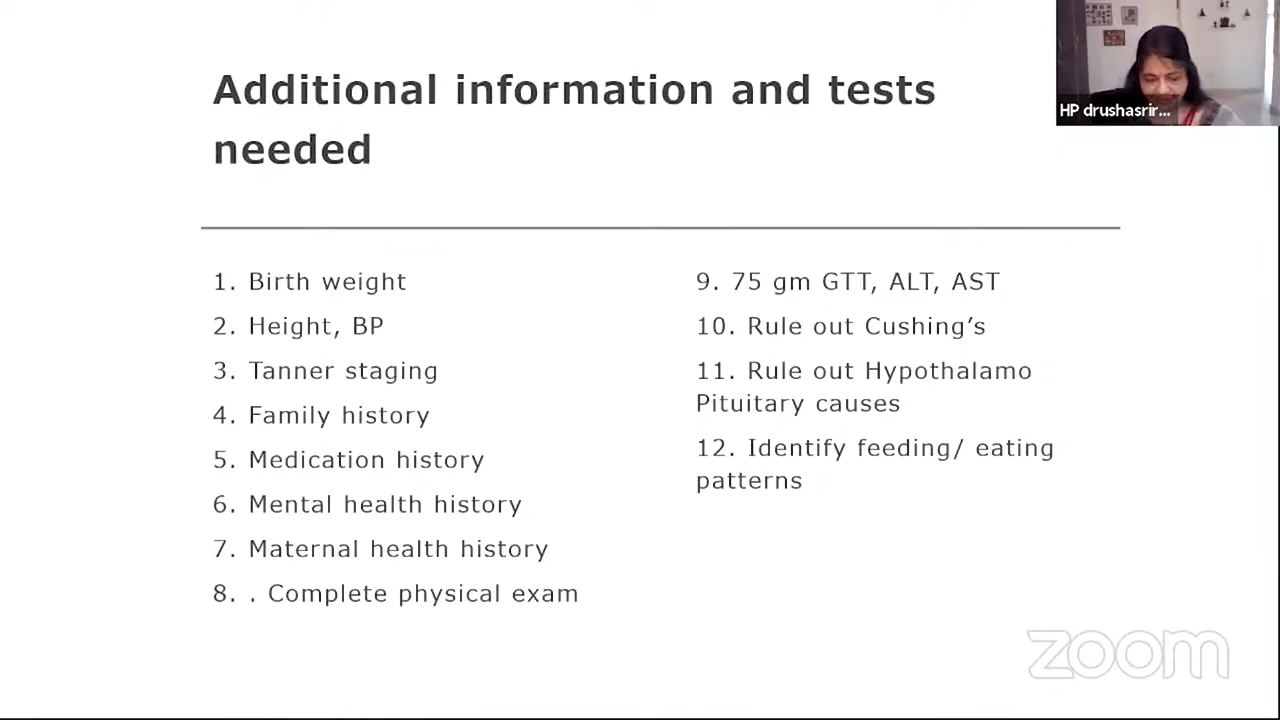 Additional information and tests
needed
HP drushasrir...
1. Birth weight
2. Height, BP
3. Tanner staging
4. Family history
5. Medication history
6. Mental health history
7. Maternal health history
8. . Complete physical exam
9. 75 gm GTT, ALT, AST
10. Rule out Cushing’s
11. Rule out Hypothalamo
Pituitary causes
12. Identify feeding/ eating
patterns
zoom